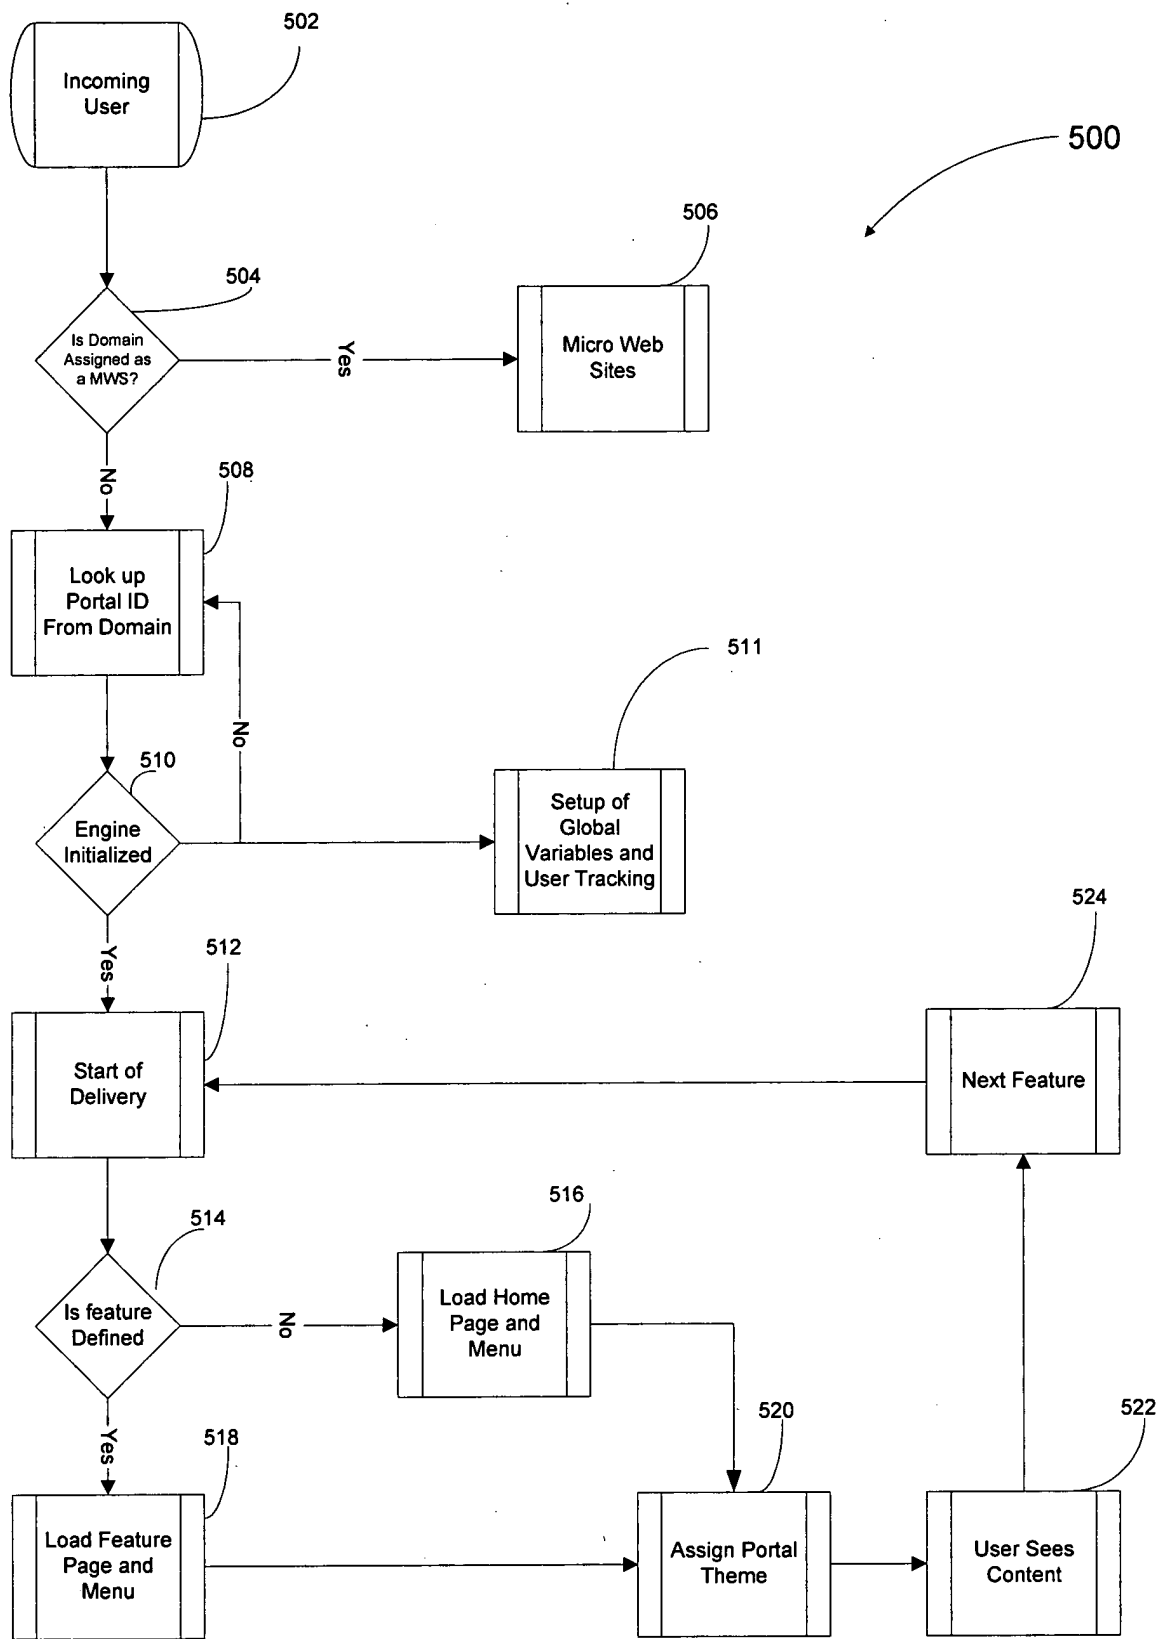 502
Incoming
User
500
506
504
Is Domain
Assigned as
a MWS?
Yes
Micro Web
Sites
No
508
Look up
Portal ID
From Domain
511
No
510
Engine
Initialized
Setup of
Global
Variables and
User Tracking
524
Yes
512
Start of
Delivery
Next Feature
516
514
Is feature
Defined
No
Load Home
Page and
Menu
520
522
Yes
518
Load Feature
Page and
Menu
Assign Portal
Theme
User Sees
Content